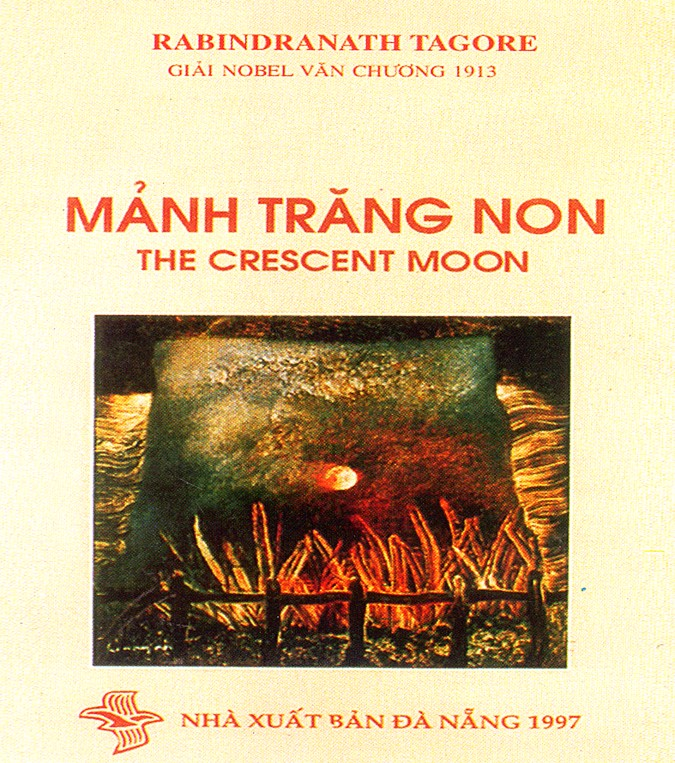 RABINDRANATH TAGORE
GIẢI NOBEL VĂN CHƯƠNG 1913
MẢNH TRĂNG NON
THE CRESCENT MOON
NHÀ XUẤT BẢN ĐÀ NẴNG 1997